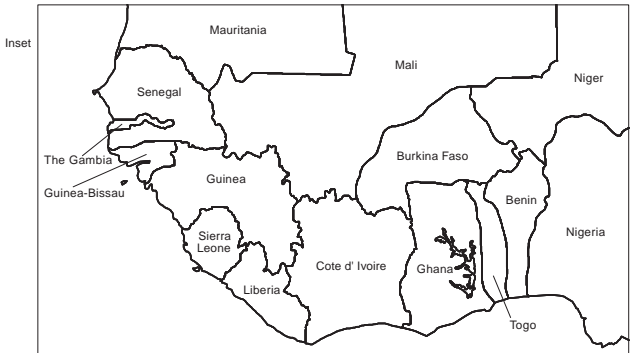 Mauritania
Inset
Mali
Niger
Senegal
The Gambia
Burkina Faso
Guinea
Guinea-Bissau
Benin
Sierra
Leone
Nigeria
Cote d' Ivoire
Ghana
Liberia
Togo